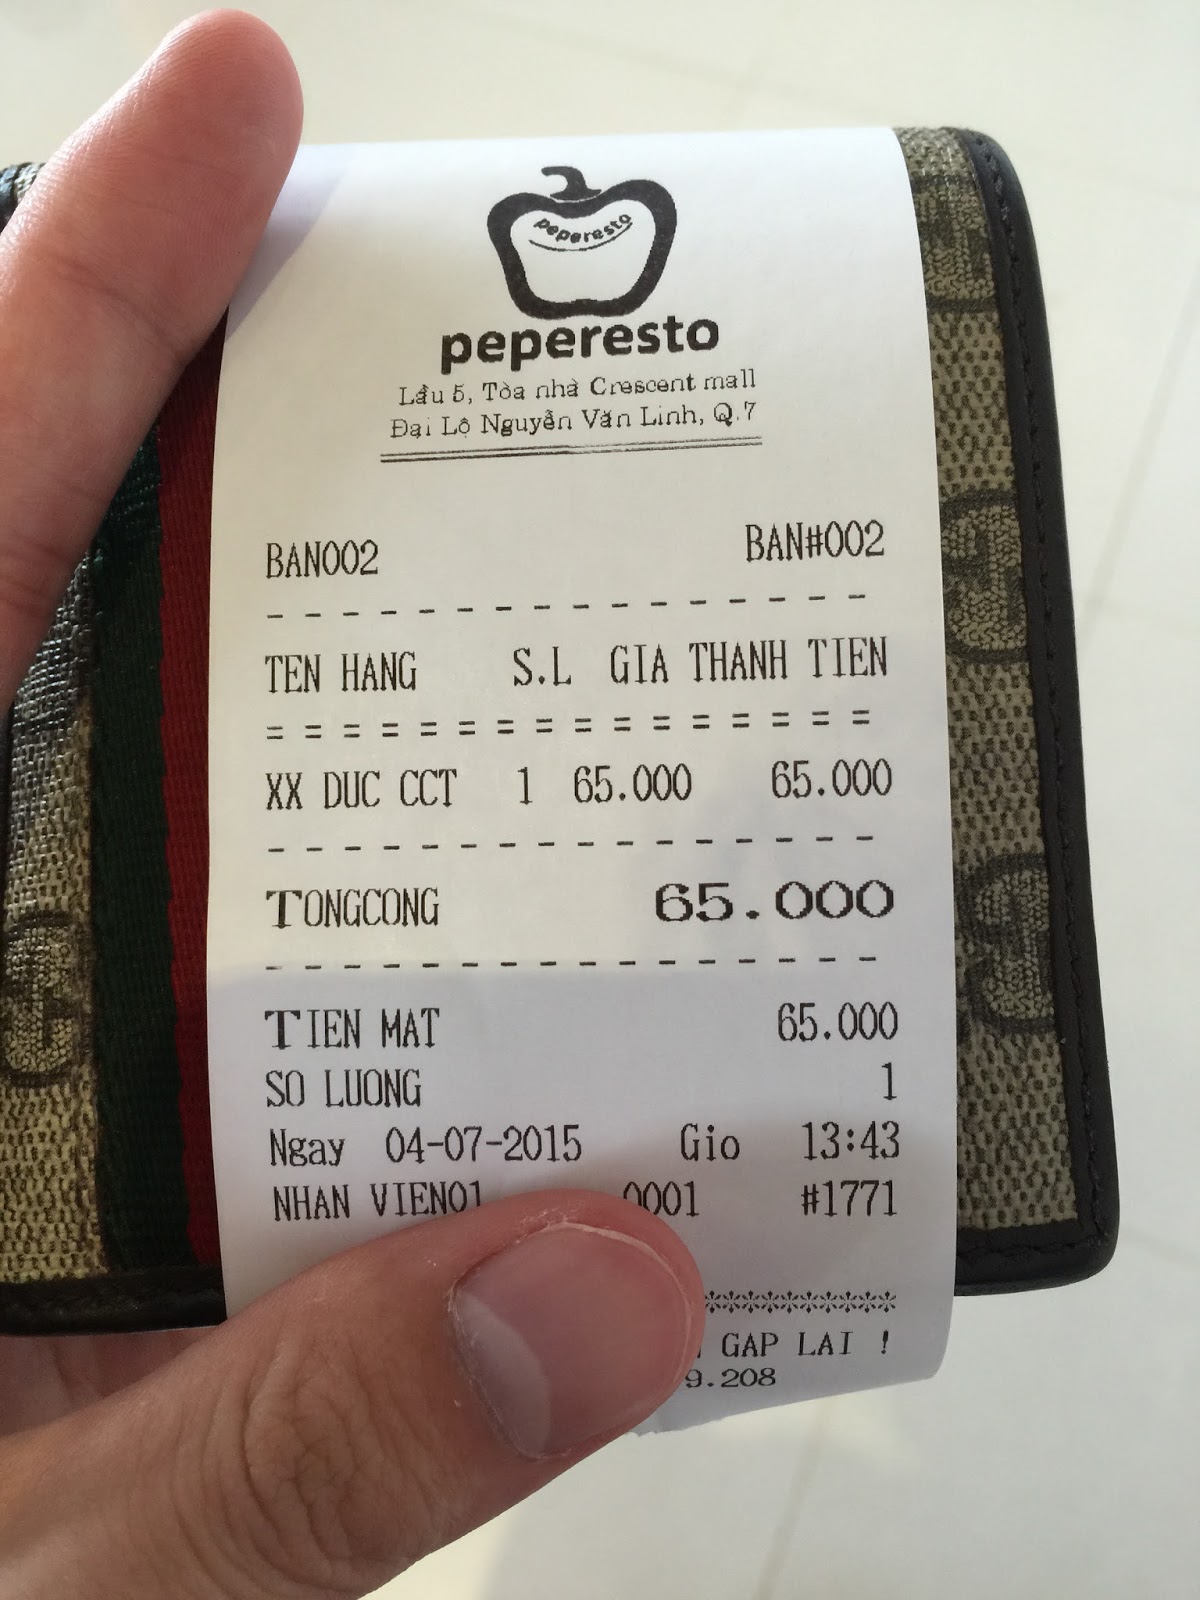 peperesto
peperesto
Lầu 5, Tòa nhà Crescent mall
Đại Lộ Nguyễn Văn Linh, Q.7
BAN002 BAN#002
TEN HANG S.L GIA THANH TIEN
XX DUC CCT 1 65.000 65.000
TONGCONG 65.000
TIEN MAT 65.000
SO LUONG 1
Ngay 04-07-2015 Gio 13:43
NHAN VIEN01 0001 #1771
GAP LAI !
9.208